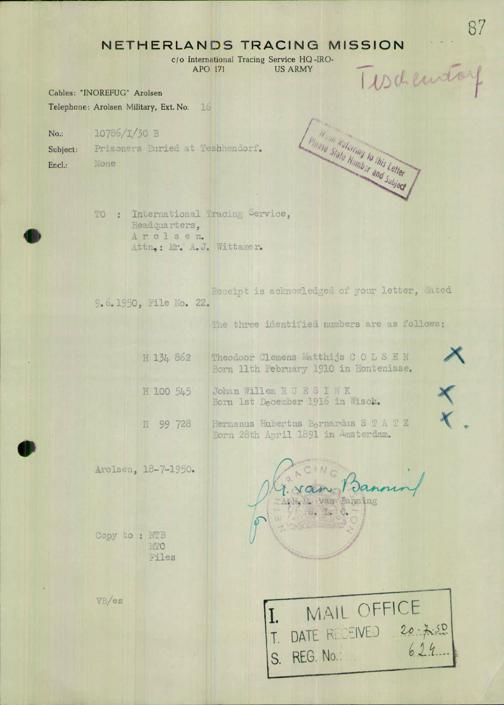 87
NETHERLANDS TRACING MISSION
c/o International Tracing Service HQ -IRO-
APO 171 US ARMY
Teschendorf
Cables: "INOREFUG" Arolsen
Telephone: Arolsen Military, Ext. No. 16
No.: 10786/I/30 B
Subject: Prisoners Buried at Teshhendorf.
Encl.: None
When Referring to this Letter
Please State Number and Subject
TO : International Tracing Service,
Headquarters,
A r o l s e n.
Attn.: Mr. A.J. Wittamer.
Receipt is acknowledged of your letter, dated
9.6.1950, File No. 22.
The three identified numbers are as follows:
H 134 862 Theodoor Clemens Matthijs C O L S E N
Born 11th February 1910 in Hontenisse.
H 100 545 Johan Willem R U E S I N K
Born 1st December 1916 in Wisch.
H 99 728 Hermanus Hubertus Bernardus S T A T Z
Born 28th April 1891 in Amsterdam.
Arolsen, 18-7-1950.
G. van Banning
van Banning
Copy to : NTB
MTC
Files
VB/es
I. MAIL OFFICE
T. DATE RECEIVED 20-7-50
S. REG. No.: 624